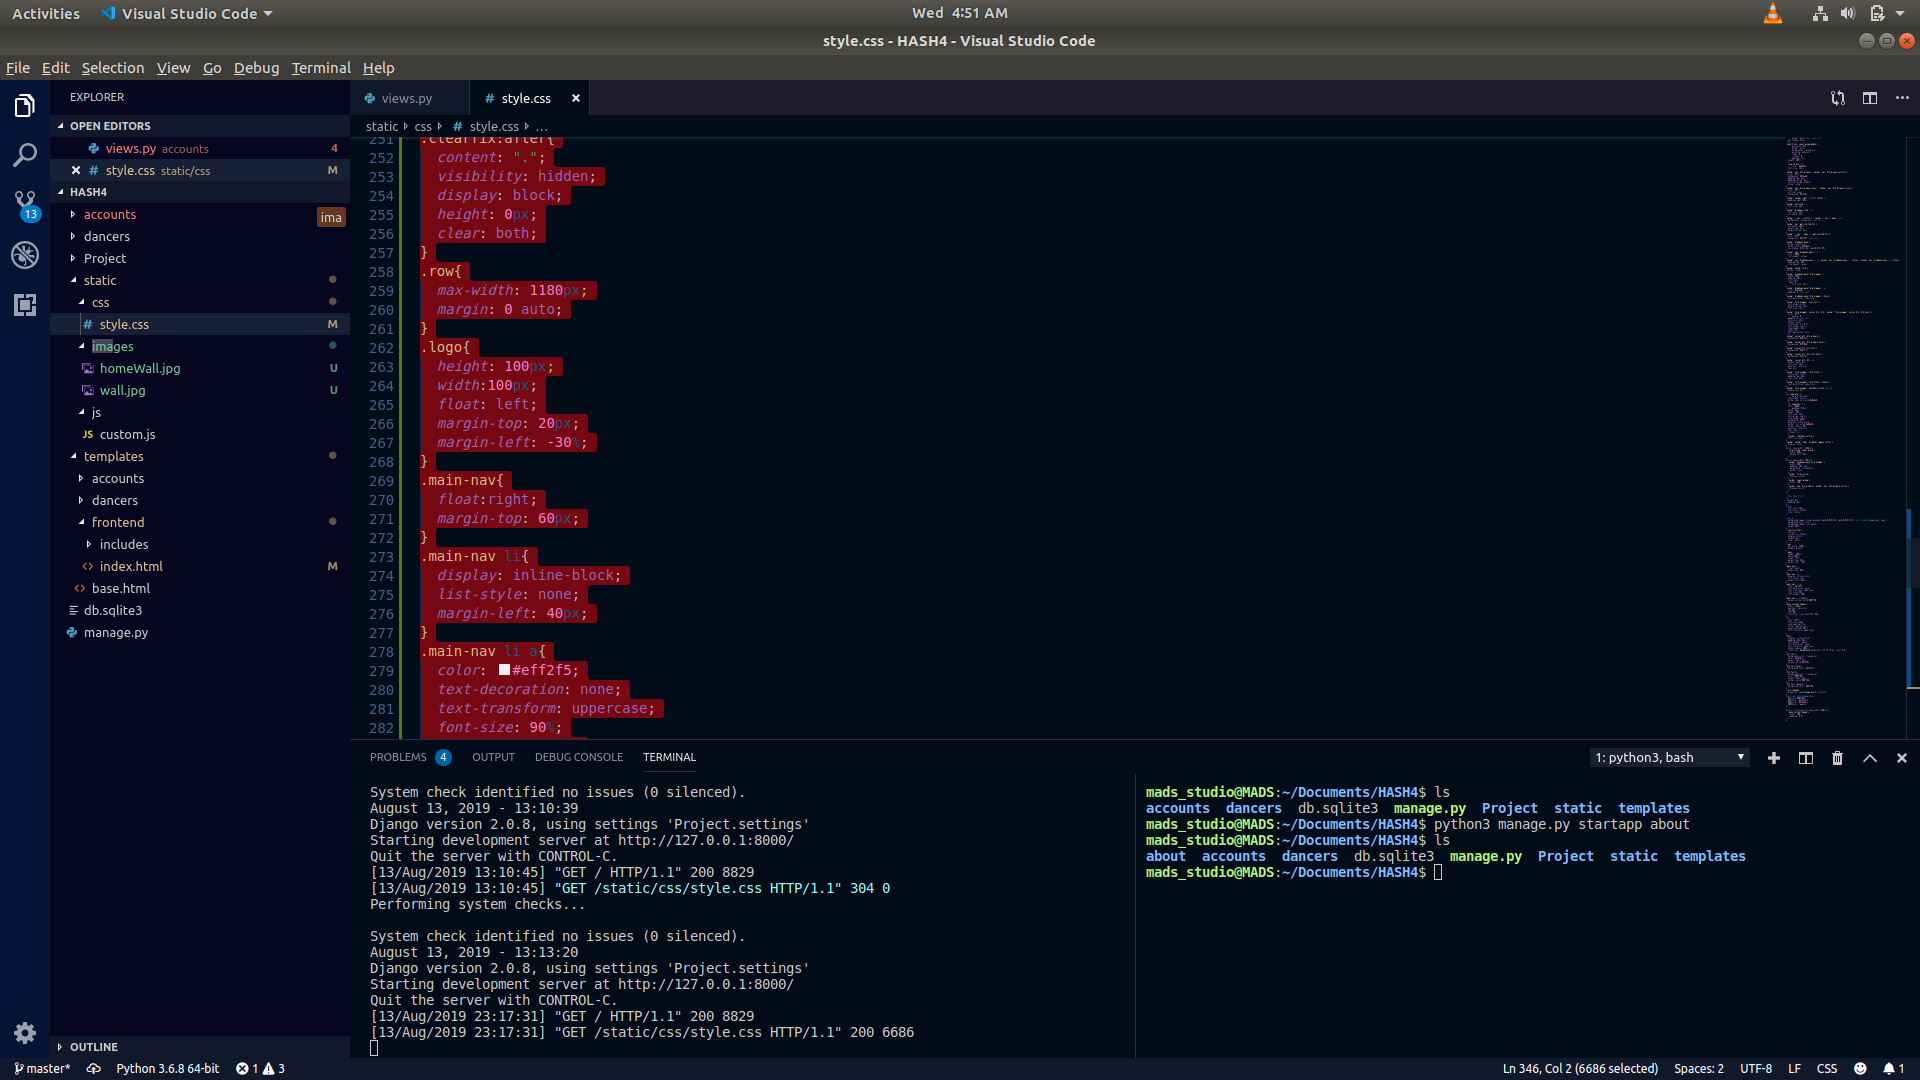 Activities
Visual Studio Code
Wed 4:51 AM
style.css - HASH4 - Visual Studio Code
File Edit Selection View Go Debug Terminal Help
EXPLORER
OPEN EDITORS
views.py accounts 4
style.css static/css M
HASH4
accounts
ima
dancers
Project
static
css
style.css M
images
homeWall.jpg U
wall.jpg U
js
JS custom.js
templates
accounts
dancers
frontend
includes
index.html M
base.html
db.sqlite3
manage.py
OUTLINE
13
views.py
# style.css
static css # style.css ...
251 .clearfix:after{
252 content: ".";
253 visibility: hidden;
254 display: block;
255 height: 0px;
256 clear: both;
257 }
258 .row{
259 max-width: 1180px;
260 margin: 0 auto;
261 }
262 .logo{
263 height: 100px;
264 width:100px;
265 float: left;
266 margin-top: 20px;
267 margin-left: -30%;
268 }
269 .main-nav{
270 float:right;
271 margin-top: 60px;
272 }
273 .main-nav li{
274 display: inline-block;
275 list-style: none;
276 margin-left: 40px;
277 }
278 .main-nav li a{
279 color: #eff2f5;
280 text-decoration: none;
281 text-transform: uppercase;
282 font-size: 90%;
PROBLEMS 4 OUTPUT DEBUG CONSOLE TERMINAL
1: python3, bash
System check identified no issues (0 silenced).
August 13, 2019 - 13:10:39
Django version 2.0.8, using settings 'Project.settings'
Starting development server at http://127.0.0.1:8000/
Quit the server with CONTROL-C.
[13/Aug/2019 13:10:45] "GET / HTTP/1.1" 200 8829
[13/Aug/2019 13:10:45] "GET /static/css/style.css HTTP/1.1" 304 0
Performing system checks...
System check identified no issues (0 silenced).
August 13, 2019 - 13:13:20
Django version 2.0.8, using settings 'Project.settings'
Starting development server at http://127.0.0.1:8000/
Quit the server with CONTROL-C.
[13/Aug/2019 23:17:31] "GET / HTTP/1.1" 200 8829
[13/Aug/2019 23:17:31] "GET /static/css/style.css HTTP/1.1" 200 6686
mads_studio@MADS:~/Documents/HASH4$ ls
accounts dancers db.sqlite3 manage.py Project static templates
mads_studio@MADS:~/Documents/HASH4$ python3 manage.py startapp about
mads_studio@MADS:~/Documents/HASH4$ ls
about accounts dancers db.sqlite3 manage.py Project static templates
mads_studio@MADS:~/Documents/HASH4$
master* Python 3.6.8 64-bit 1 3
Ln 346, Col 2 (6686 selected) Spaces: 2 UTF-8 LF CSS 1